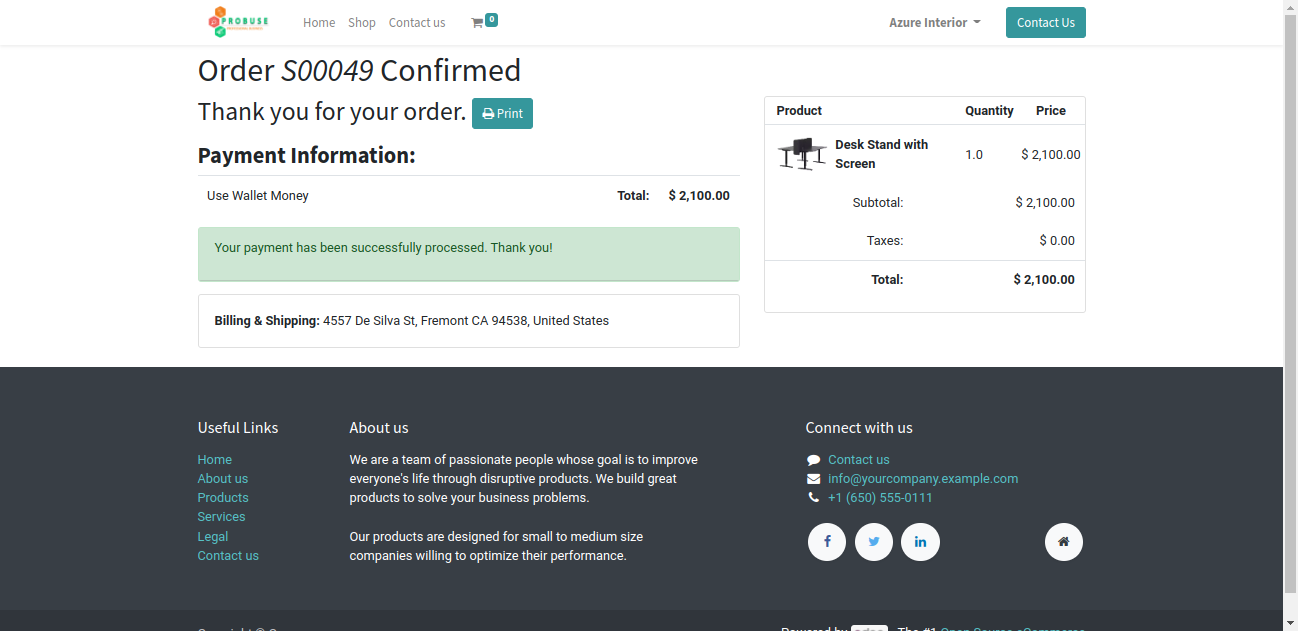 PROBUSE
Home Shop Contact us 0
Azure Interior
Contact Us
Order S00049 Confirmed
Thank you for your order. Print
Payment Information:
Use Wallet Money Total: $ 2,100.00
Your payment has been successfully processed. Thank you!
Billing & Shipping: 4557 De Silva St, Fremont CA 94538, United States
Product Quantity Price
Desk Stand with
Screen
1.0 $ 2,100.00
Subtotal: $ 2,100.00
Taxes: $ 0.00
Total: $ 2,100.00
Useful Links
Home
About us
Products
Services
Legal
Contact us
About us
We are a team of passionate people whose goal is to improve
everyone's life through disruptive products. We build great
products to solve your business problems.
Our products are designed for small to medium size
companies willing to optimize their performance.
Connect with us
Contact us
info@yourcompany.example.com
+1 (650) 555-0111
f in
Powered by odoo - The #1 Open Source eCommerce